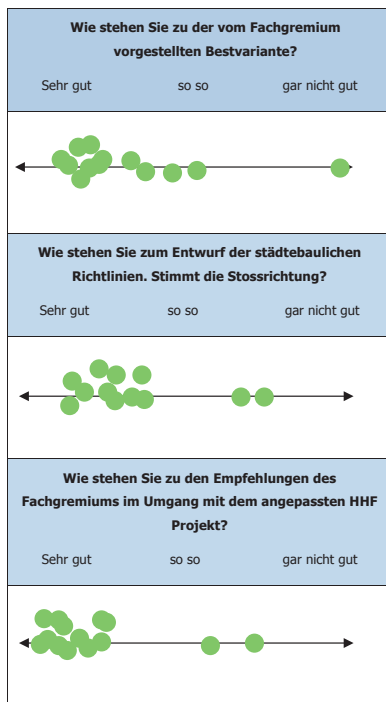 Wie stehen Sie zu der vom Fachgremium
vorgestellten Bestvariante?
Sehr gut so so gar nicht gut
Wie stehen Sie zum Entwurf der städtebaulichen
Richtlinien. Stimmt die Stossrichtung?
Sehr gut so so gar nicht gut
Wie stehen Sie zu den Empfehlungen des
Fachgremiums im Umgang mit dem angepassten HHF
Projekt?
Sehr gut so so gar nicht gut